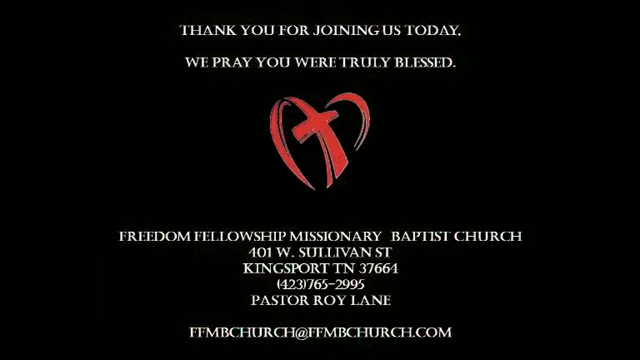 THANK YOU FOR JOINING US TODAY,
WE PRAY YOU WERE TRULY BLESSED.
FREEDOM FELLOWSHIP MISSIONARY BAPTIST CHURCH
401 W. SULLIVAN ST
KINGSPORT TN 37664
(423)765-2995
PASTOR ROY LANE
FFMBCHURCH@FFMBCHURCH.COM